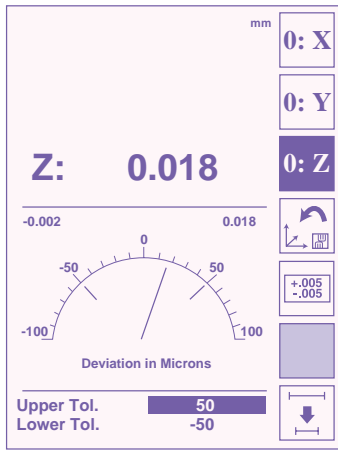 mm
0: X
0: Y
Z: 0.018
0: Z
-0.002 0.018
0
-50 50
-100 100
+.005
-.005
Deviation in Microns
Upper Tol. 50
Lower Tol. -50